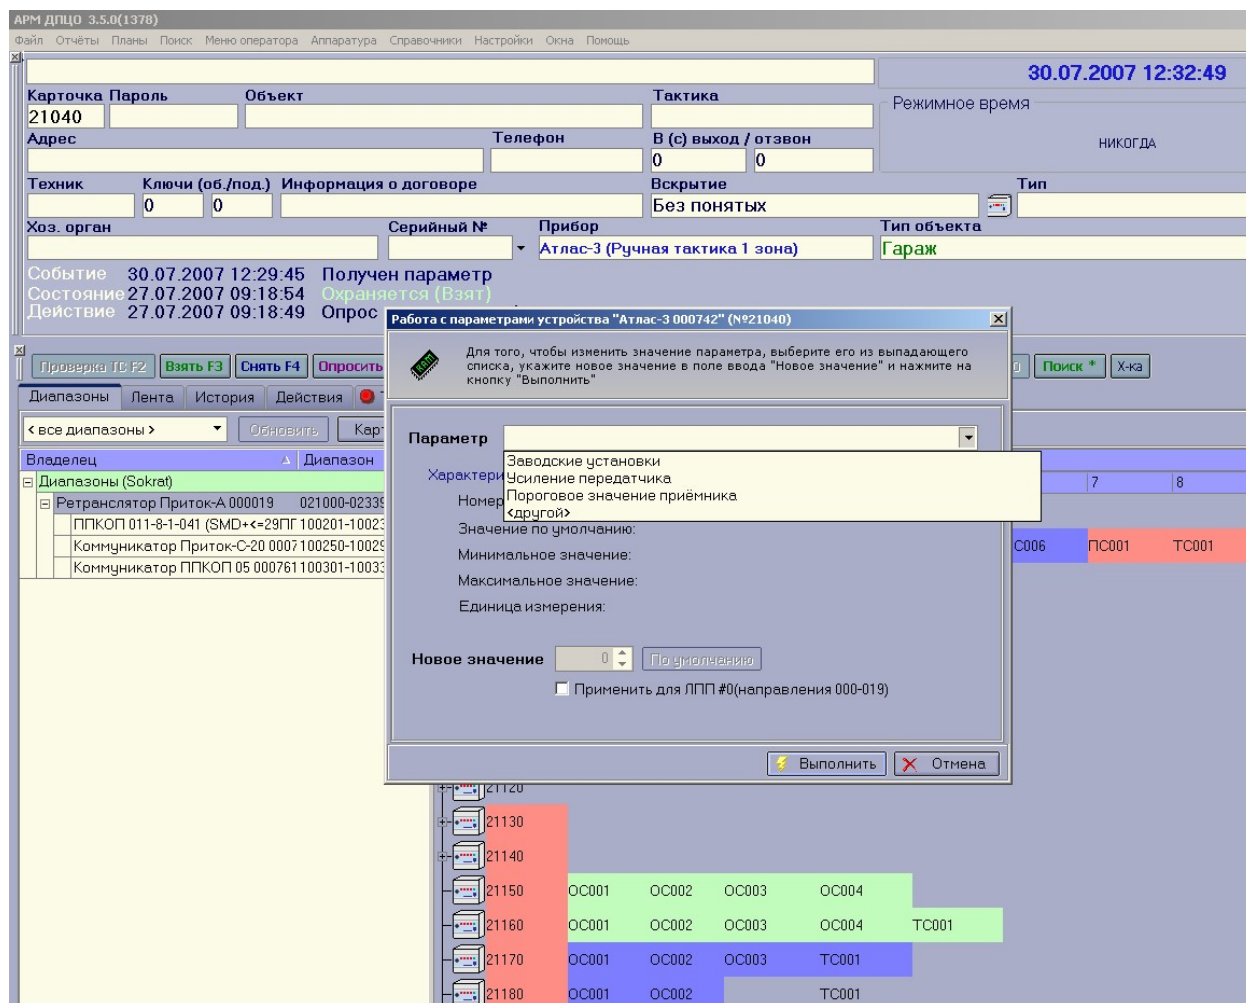 АРМ ДПЦО 3.5.0(1378)
Файл Отчёты Планы Поиск Меню оператора Аппаратура Справочники Настройки Окна Помощь
30.07.2007 12:32:49
Карточка Пароль Объект Тактика
Режимное время
21040
Адрес Телефон В (с) выход / отзвон
НИКОГДА
0 0
Техник Ключи (об./под.) Информация о договоре Вскрытие Тип
0 0 Без понятых
Хоз. орган Серийный № Прибор Тип объекта
Атлас-3 (Ручная тактика 1 зона) Гараж
Событие 30.07.2007 12:29:45 Получен параметр
Состояние 27.07.2007 09:18:54 Охраняется (Взят)
Действие 27.07.2007 09:18:49 Опрос
Работа с параметрами устройства "Атлас-3 000742" (№21040)
Для того, чтобы изменить значение параметра, выберите его из выпадающего
списка, укажите новое значение в поле ввода "Новое значение" и нажмите на
кнопку "Выполнить"
Проверка ТС F2 Взять F3 Снять F4 Опросить Поиск * Х-ка
Диапазоны Лента История Действия
<все диапазоны> Обновить Кар
Параметр
Владелец Диапазон
Заводские установки
Усиление передатчика
Пороговое значение приёмника
<другой>
Характери
Номер
Значение по умолчанию:
Минимальное значение:
Максимальное значение:
Единица измерения:
7 8
Диапазоны (Sokrat)
Ретранслятор Приток-А 000019 021000-02339
ППКОП 011-8-1-041 (SMD+<=29ПГ 100201-10023
Коммуникатор Приток-С-20 0007 100250-10029
Коммуникатор ППКОП 05 000761 100301-10033
С006 ПС001 ТС001
Новое значение 0 По умолчанию
Применить для ЛПП #0(направления 000-019)
Выполнить Отмена
21120
21130
21140
21150 ОС001 ОС002 ОС003 ОС004
21160 ОС001 ОС002 ОС003 ОС004 ТС001
21170 ОС001 ОС002 ОС003 ТС001
21180 ОС001 ОС002 ТС001